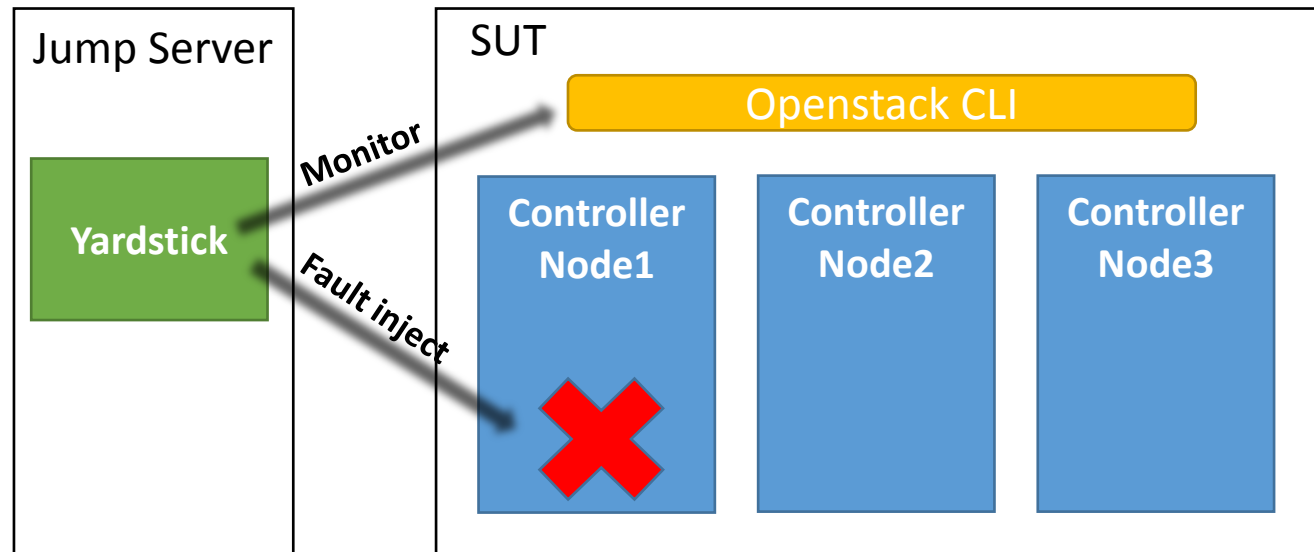 Jump Server
SUT
Openstack CLI
Monitor
Yardstick
Fault inject
Controller
Node1
Controller
Node2
Controller
Node3